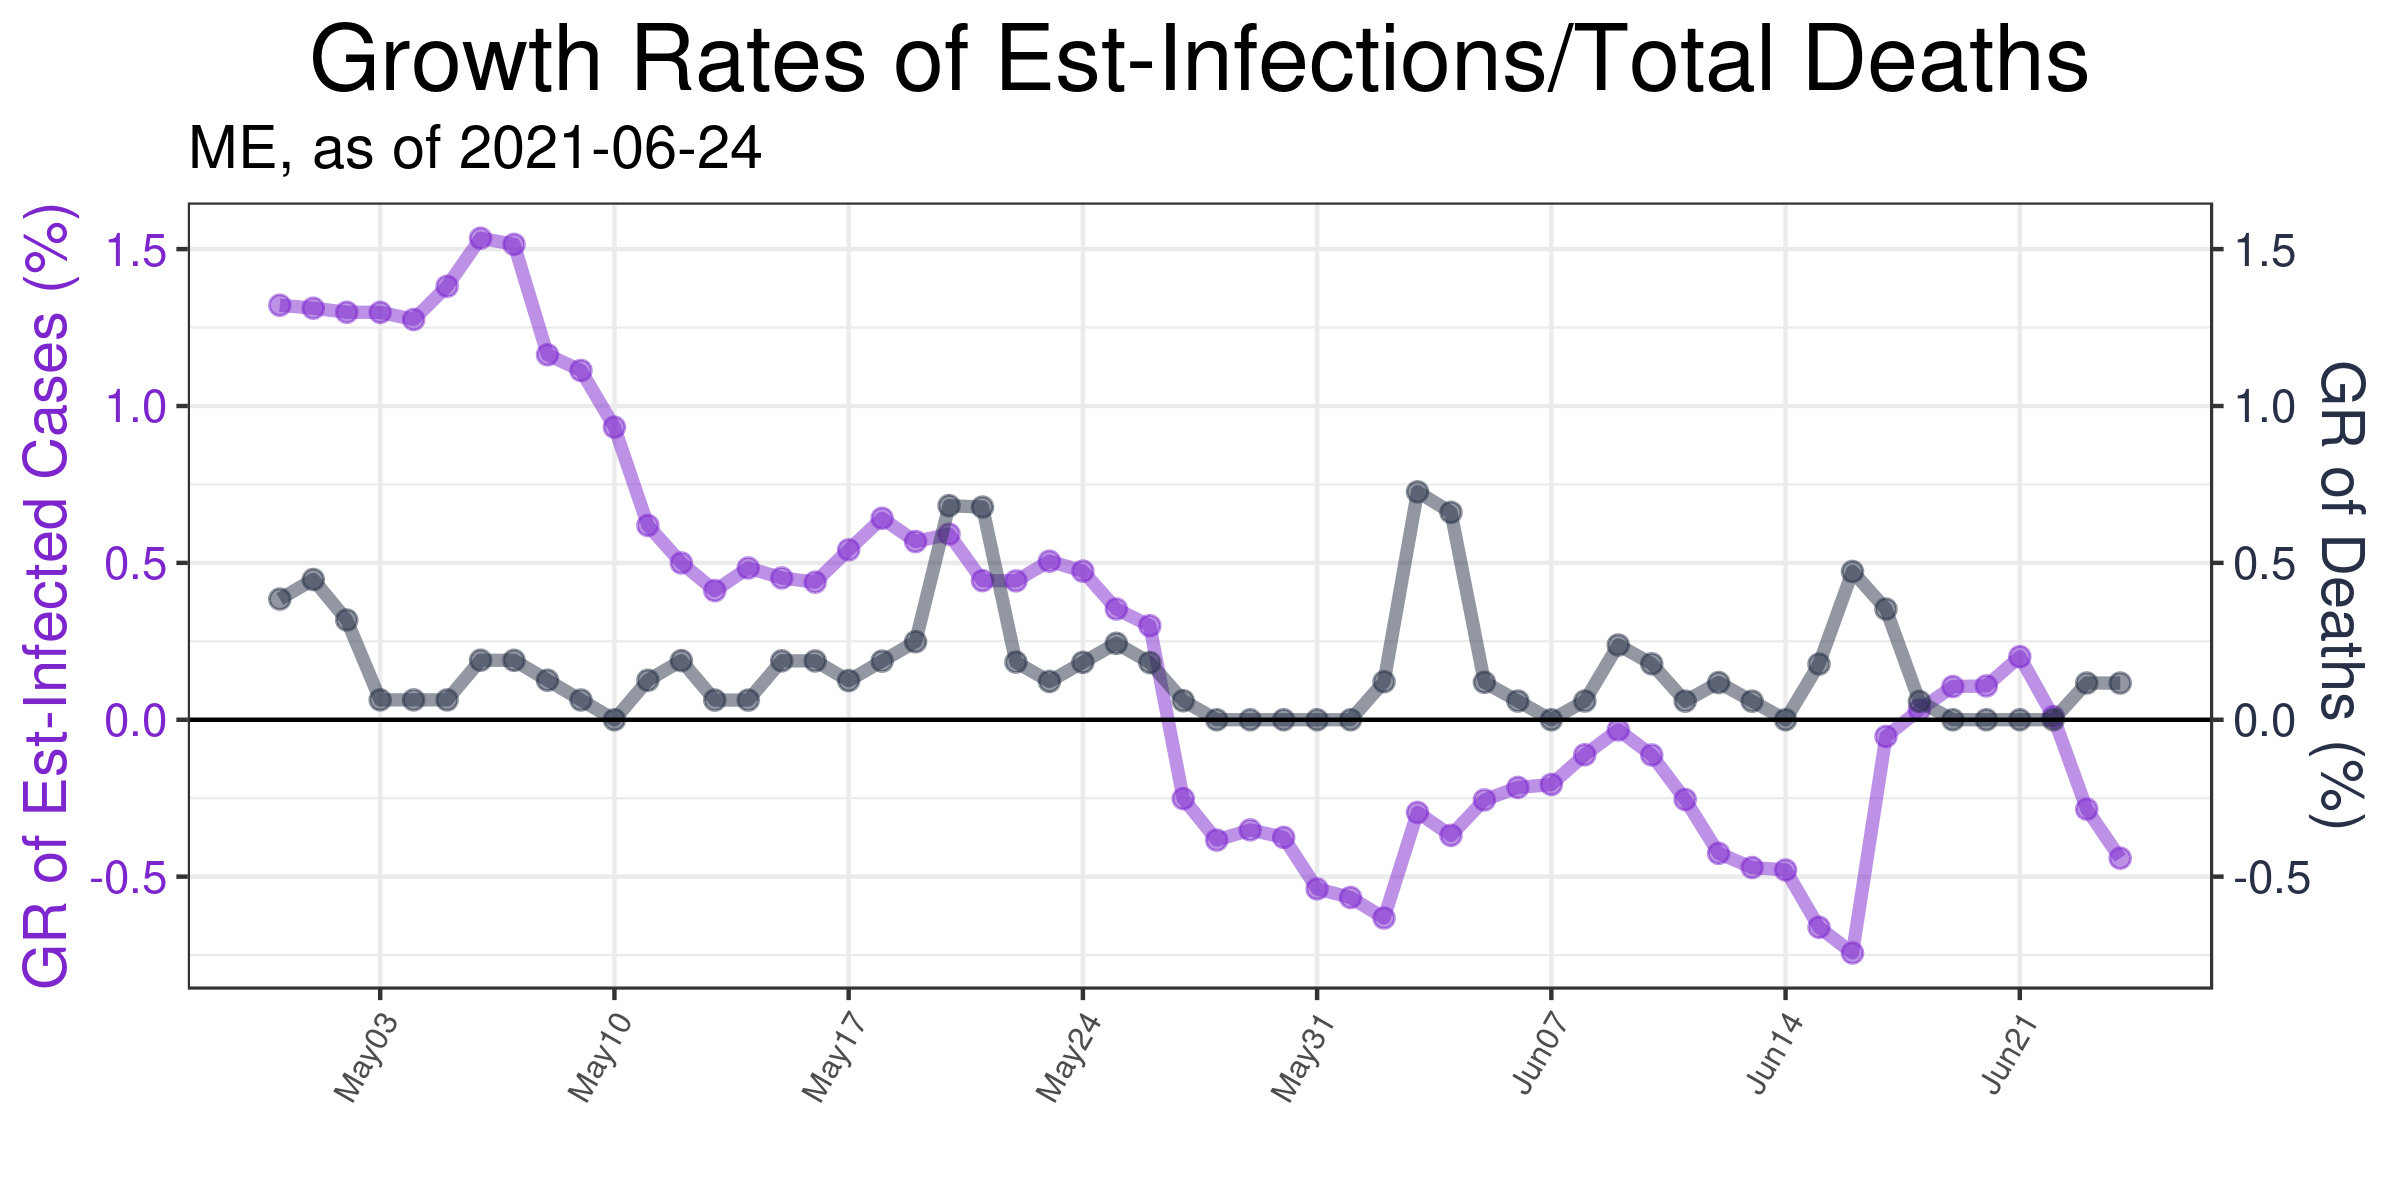 Growth Rates of Est-Infections/Total Deaths
ME, as of 2021-06-24
GR of Est-Infected Cases (%)
1.5
1.0
0.5
0.0
-0.5
1.5
1.0
0.5
0.0
-0.5
GR of Deaths (%)
May03
May10
May17
May24
May31
Jun07
Jun14
Jun21